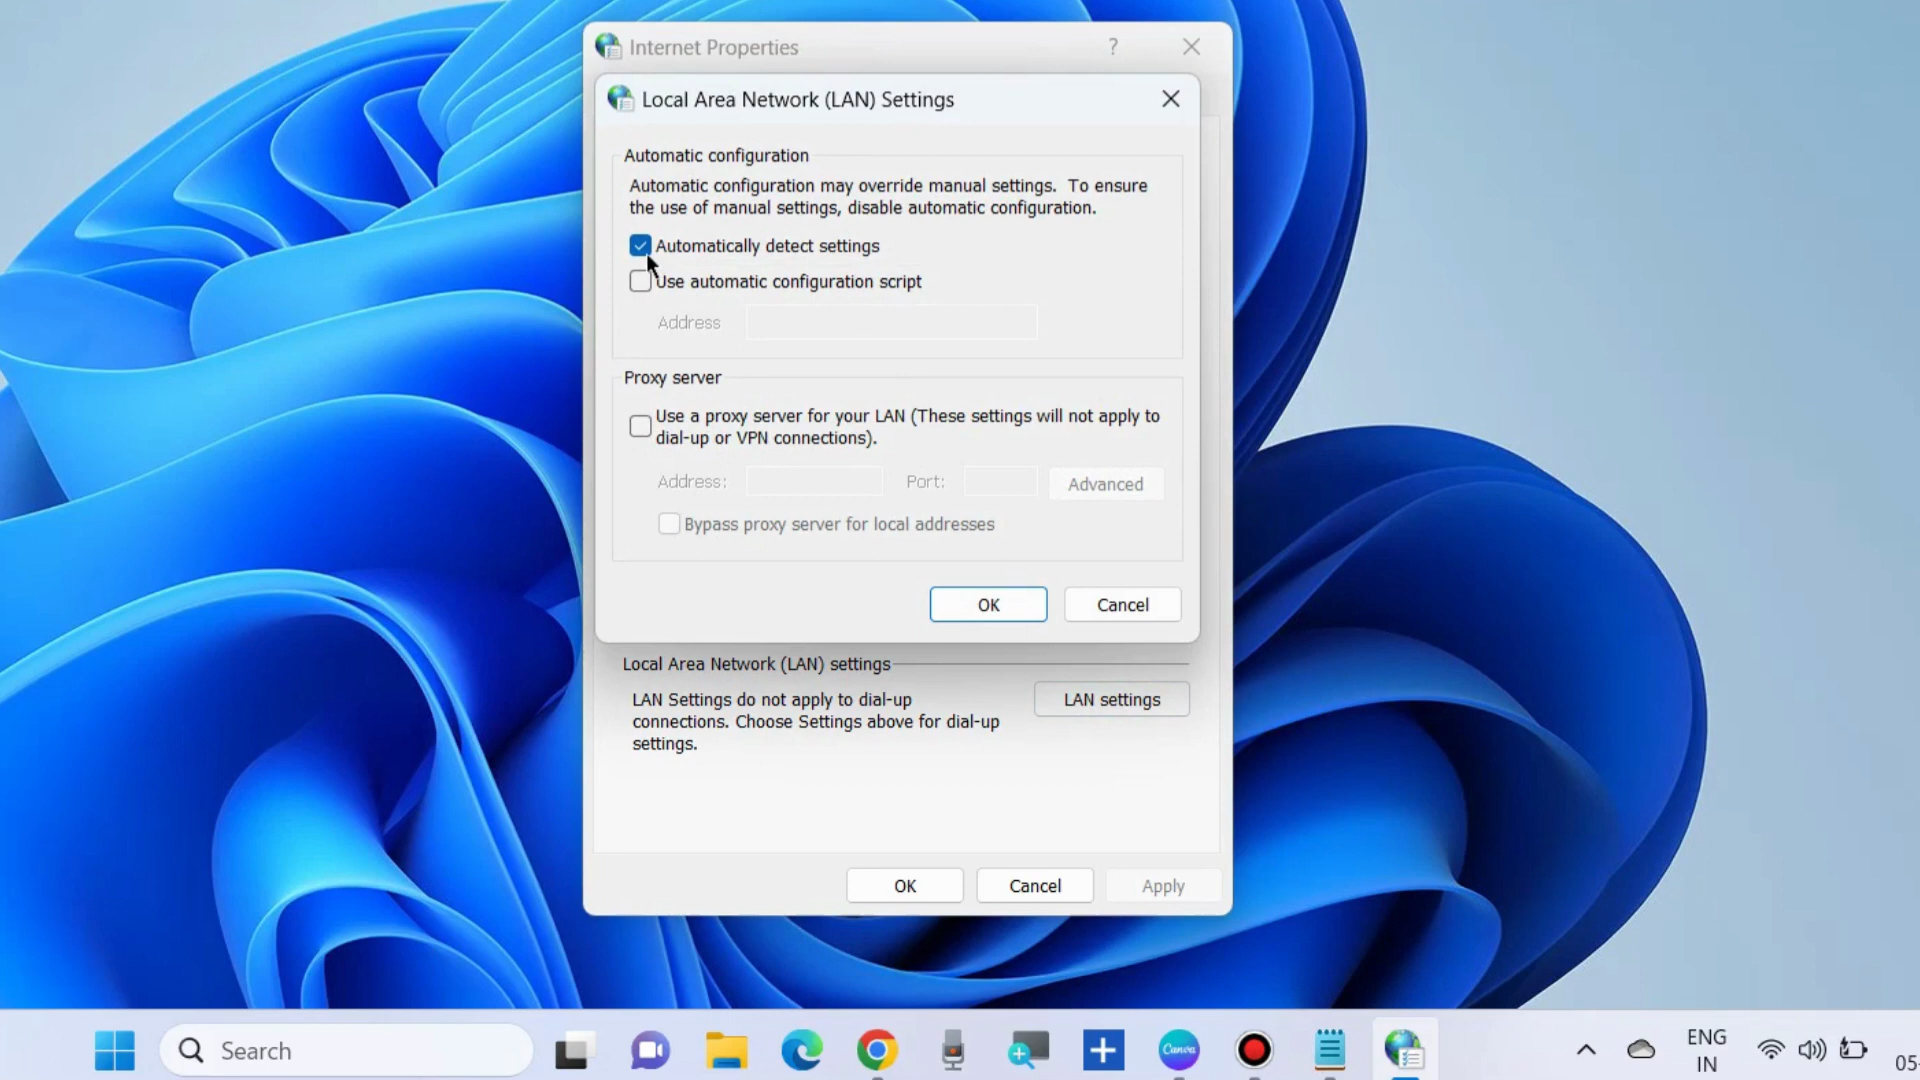 Internet Properties
?
Local Area Network (LAN) Settings
Automatic configuration
Automatic configuration may override manual settings. To ensure
the use of manual settings, disable automatic configuration.
Automatically detect settings
Use automatic configuration script
Address
Proxy server
Use a proxy server for your LAN (These settings will not apply to
dial-up or VPN connections).
Address:
Port:
Advanced
Bypass proxy server for local addresses
OK
Cancel
Local Area Network (LAN) settings
LAN Settings do not apply to dial-up
connections. Choose Settings above for dial-up
settings.
LAN settings
OK
Cancel
Apply
Search
Canva
ENG
IN
05-